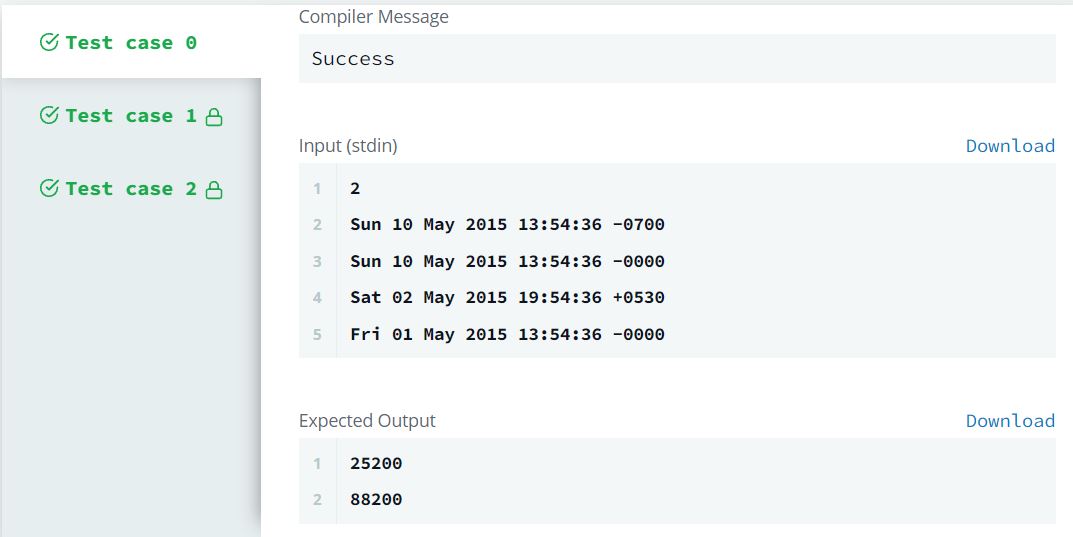 Test case 0
Test case 1
Test case 2
Compiler Message
Success
Input (stdin)
Download
1 2
2 Sun 10 May 2015 13:54:36 -0700
3 Sun 10 May 2015 13:54:36 -0000
4 Sat 02 May 2015 19:54:36 +0530
5 Fri 01 May 2015 13:54:36 -0000
Expected Output
Download
1 25200
2 88200